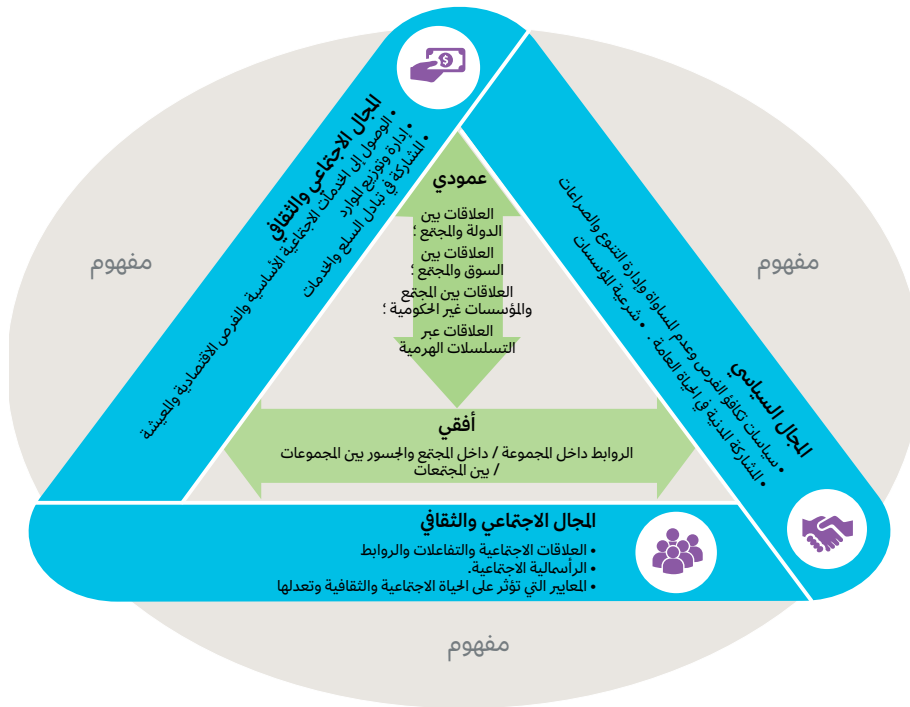 المجال الاجتماعي والثقافي
• الوصول إلى الخدمات الاجتماعية الأساسية والفرص الاقتصادية والمعيشة
• إدارة وتوزيع الموارد
• المشاركة في تبادل السلع والخدمات
مفهوم
عمودي
العلاقات بين
الدولة والمجتمع ؛
العلاقات بين
السوق والمجتمع ؛
العلاقات بين المجتمع
والمؤسسات غير الحكومية ؛
العلاقات عبر
التسلسلات الهرمية
مفهوم
المجال السياسي
• سياسات تكافؤ الفرص وعدم المساواة وإدارة التنوع والصراعات
• المشاركة المدنية في الحياة العامة . • شرعية المؤسسات
أفقي
الروابط داخل المجموعة / داخل المجتمع والجسور بين المجموعات
/ بين المجتمعات
المجال الاجتماعي والثقافي
• العلاقات الاجتماعية والتفاعلات والروابط
• الرأسمالية الاجتماعية.
• المعايير التي تؤثر على الحياة الاجتماعية والثقافية وتعدلها
مفهوم